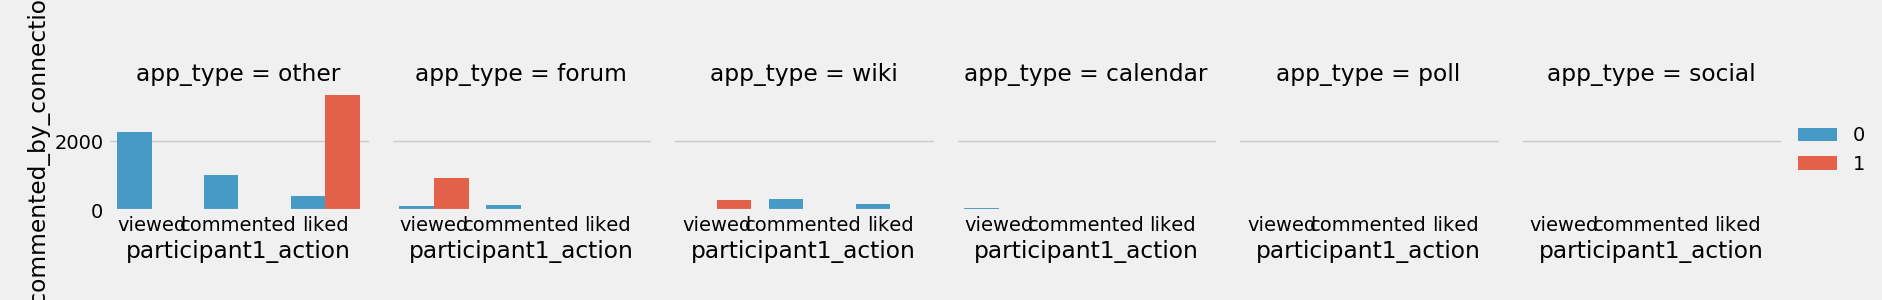 commented_by_connectio
app_type = other
app_type = forum
app_type = wiki
app_type = calendar
app_type = poll
app_type = social
2000
0
viewed commented liked
viewed commented liked
viewed commented liked
viewed commented liked
viewed commented liked
viewed commented liked
participant1_action
participant1_action
participant1_action
participant1_action
participant1_action
participant1_action
0
1